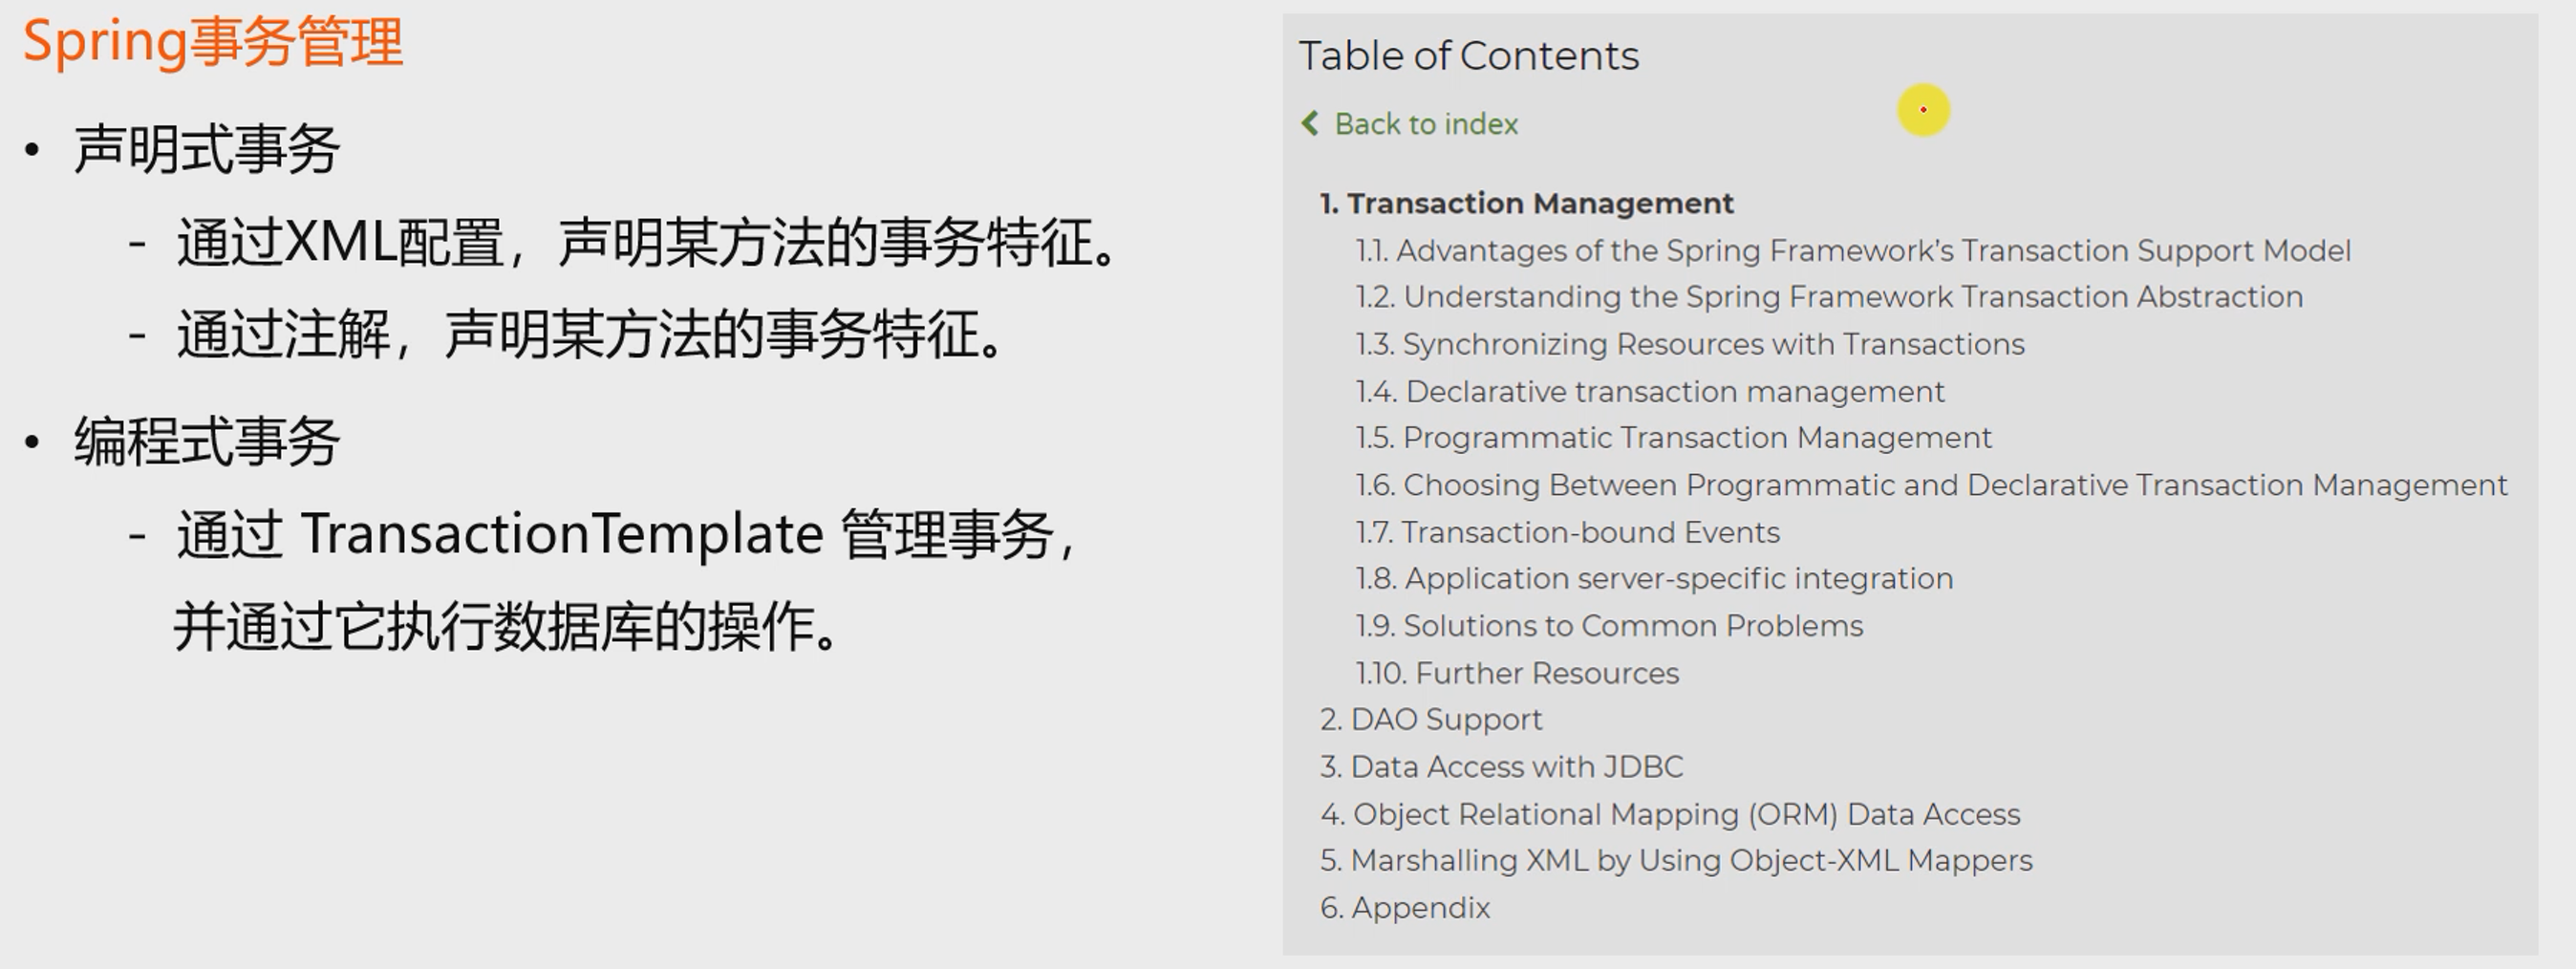 Spring事务管理
• 声明式事务
- 通过XML配置，声明某方法的事务特征。
- 通过注解，声明某方法的事务特征。
• 编程式事务
- 通过 TransactionTemplate 管理事务，
并通过它执行数据库的操作。
Table of Contents
Back to index
1. Transaction Management
1.1. Advantages of the Spring Framework’s Transaction Support Model
1.2. Understanding the Spring Framework Transaction Abstraction
1.3. Synchronizing Resources with Transactions
1.4. Declarative transaction management
1.5. Programmatic Transaction Management
1.6. Choosing Between Programmatic and Declarative Transaction Management
1.7. Transaction-bound Events
1.8. Application server-specific integration
1.9. Solutions to Common Problems
1.10. Further Resources
2. DAO Support
3. Data Access with JDBC
4. Object Relational Mapping (ORM) Data Access
5. Marshalling XML by Using Object-XML Mappers
6. Appendix